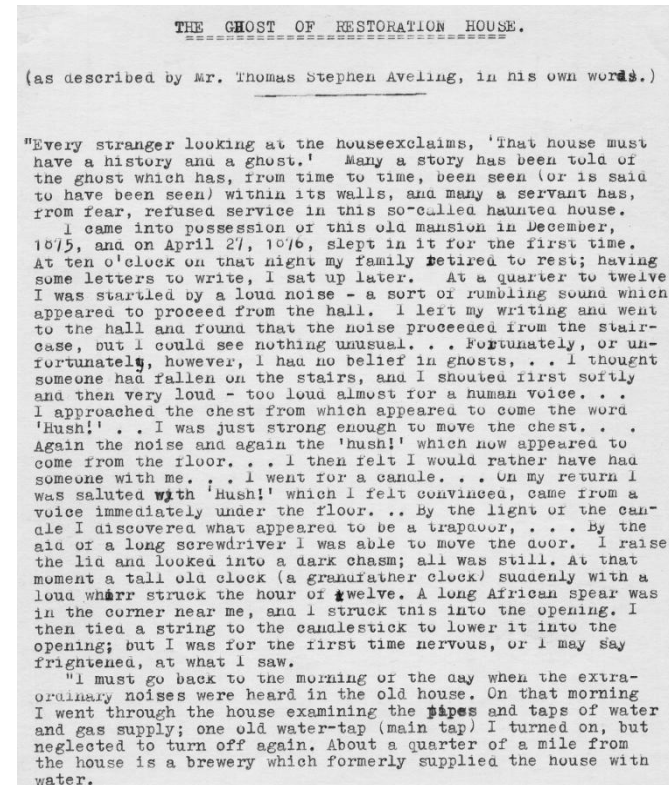 THE GHOST OF RESTORATION HOUSE.
(as described by Mr. Thomas Stephen Aveling, in his own words.)
"Every stranger looking at the houseexclaims, 'That house must
have a history and a ghost.' Many a story has been told of
the ghost which has, from time to time, been seen (or is said
to have been seen) within its walls, and many a servant has,
from fear, refused service in this so-called haunted house.
I came into possession of this old mansion in December,
1875, and on April 27, 1876, slept in it for the first time.
At ten o'clock on that night my family retired to rest; having
some letters to write, I sat up later. At a quarter to twelve
I was startled by a loud noise - a sort of rumbling sound which
appeared to proceed from the hall. I left my writing and went
to the hall and found that the noise proceeded from the stair-
case, but I could see nothing unusual. . . Fortunately, or un-
fortunately, however, I had no belief in ghosts, . . I thought
someone had fallen on the stairs, and I shouted first softly
and then very loud - too loud almost for a human voice. . .
I approached the chest from which appeared to come the word
'Hush!' . . I was just strong enough to move the chest. . .
Again the noise and again the 'hush!' which now appeared to
come from the floor. . . I then felt I would rather have had
someone with me. . . I went for a candle. . . On my return I
was saluted with 'Hush!' which I felt convinced, came from a
voice immediately under the floor. .. By the light of the can-
dle I discovered what appeared to be a trapdoor, . . . By the
aid of a long screwdriver I was able to move the door. I raise
the lid and looked into a dark chasm; all was still. At that
moment a tall old clock (a grandfather clock) suddenly with a
loud whirr struck the hour of twelve. A long African spear was
in the corner near me, and I struck this into the opening. I
then tied a string to the candlestick to lower it into the
opening; but I was for the first time nervous, or I may say
frightened, at what I saw.
"I must go back to the morning of the day when the extra-
ordinary noises were heard in the old house. On that morning
I went through the house examining the pipes and taps of water
and gas supply; one old water-tap (main tap) I turned on, but
neglected to turn off again. About a quarter of a mile from
the house is a brewery which formerly supplied the house with
water.